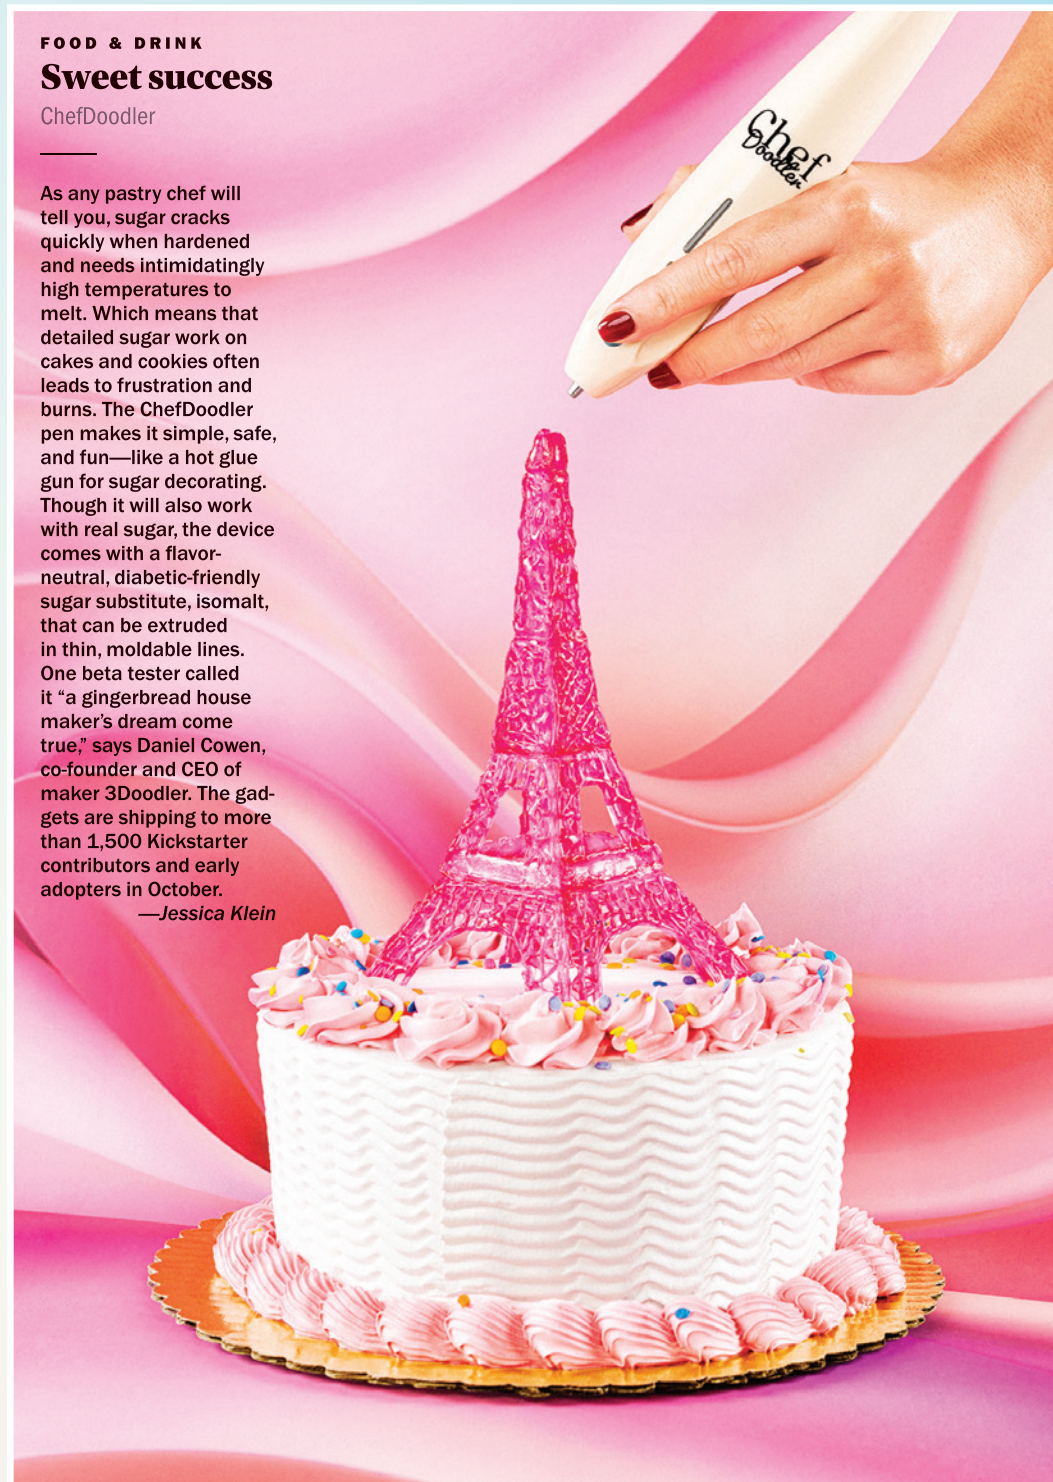 FOOD & DRINK
Sweet success
ChefDoodler
As any pastry chef will
tell you, sugar cracks
quickly when hardened
and needs intimidatingly
high temperatures to
melt. Which means that
detailed sugar work on
cakes and cookies often
leads to frustration and
burns. The ChefDoodler
pen makes it simple, safe,
and fun—like a hot glue
gun for sugar decorating.
Though it will also work
with real sugar, the device
comes with a flavor-
neutral, diabetic-friendly
sugar substitute, isomalt,
that can be extruded
in thin, moldable lines.
One beta tester called
it “a gingerbread house
maker’s dream come
true,” says Daniel Cowen,
co-founder and CEO of
maker 3Doodler. The gad-
gets are shipping to more
than 1,500 Kickstarter
contributors and early
adopters in October.
—Jessica Klein
Chef
Doodler